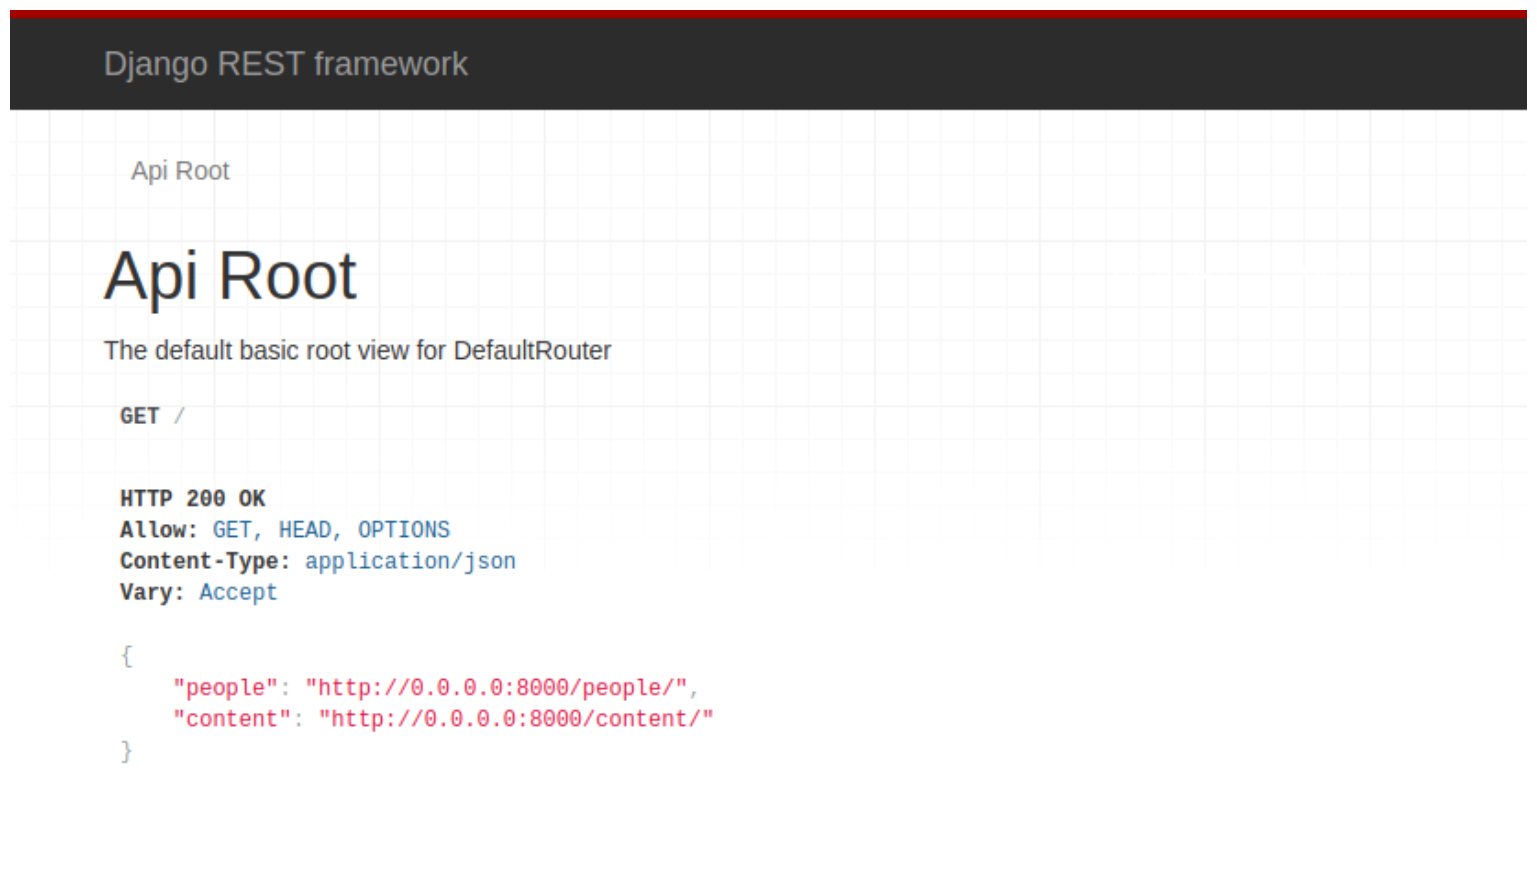 Django REST framework
Api Root
Api Root
The default basic root view for DefaultRouter
GET /
HTTP 200 OK
Allow: GET, HEAD, OPTIONS
Content-Type: application/json
Vary: Accept
{
    "people": "http://0.0.0.0:8000/people/",
    "content": "http://0.0.0.0:8000/content/"
}